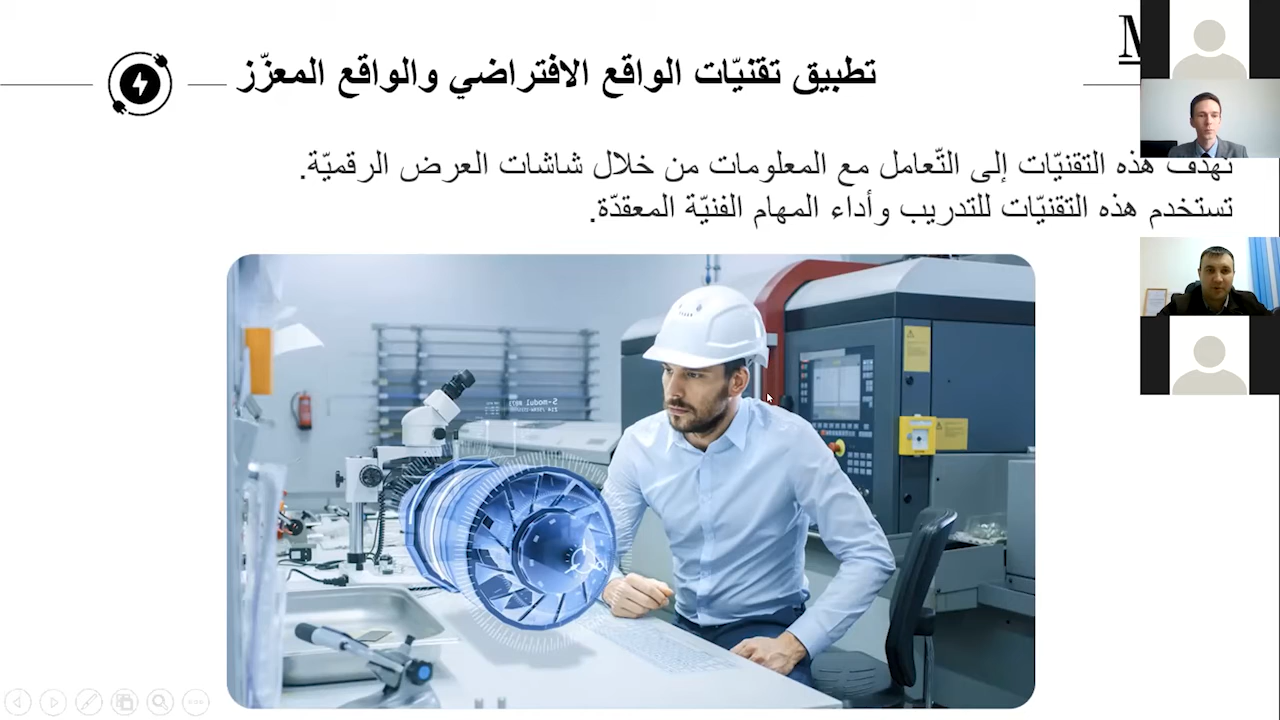 تطبيق تقنيّات الواقع الافتراضي والواقع المعزّز
تهدف هذه التقنيّات إلى التّعامل مع المعلومات من خلال شاشات العرض الرقميّة.
تستخدم هذه التقنيّات للتدريب وأداء المهام الفنيّة المعقدّة.